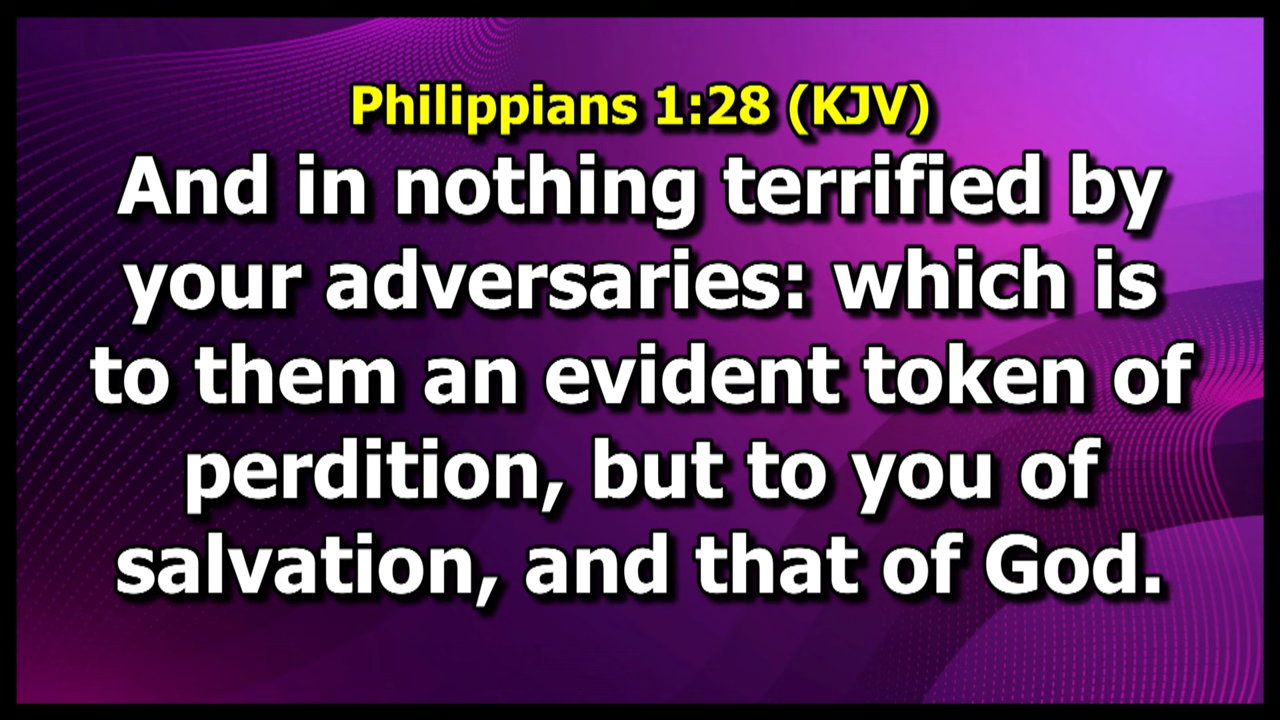 Philippians 1:28 (KJV)
And in nothing terrified by
your adversaries: which is
to them an evident token of
perdition, but to you of
salvation, and that of God.